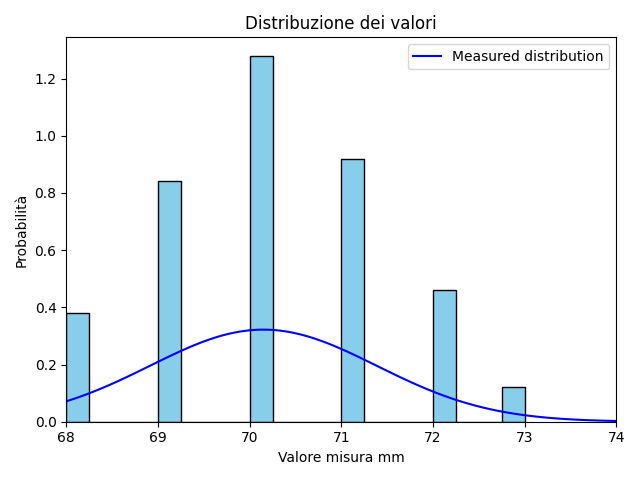 Distribuzione dei valori
Measured distribution
Probabilità
1.2
1.0
0.8
0.6
0.4
0.2
0.0
68 69 70 71 72 73 74
Valore misura mm